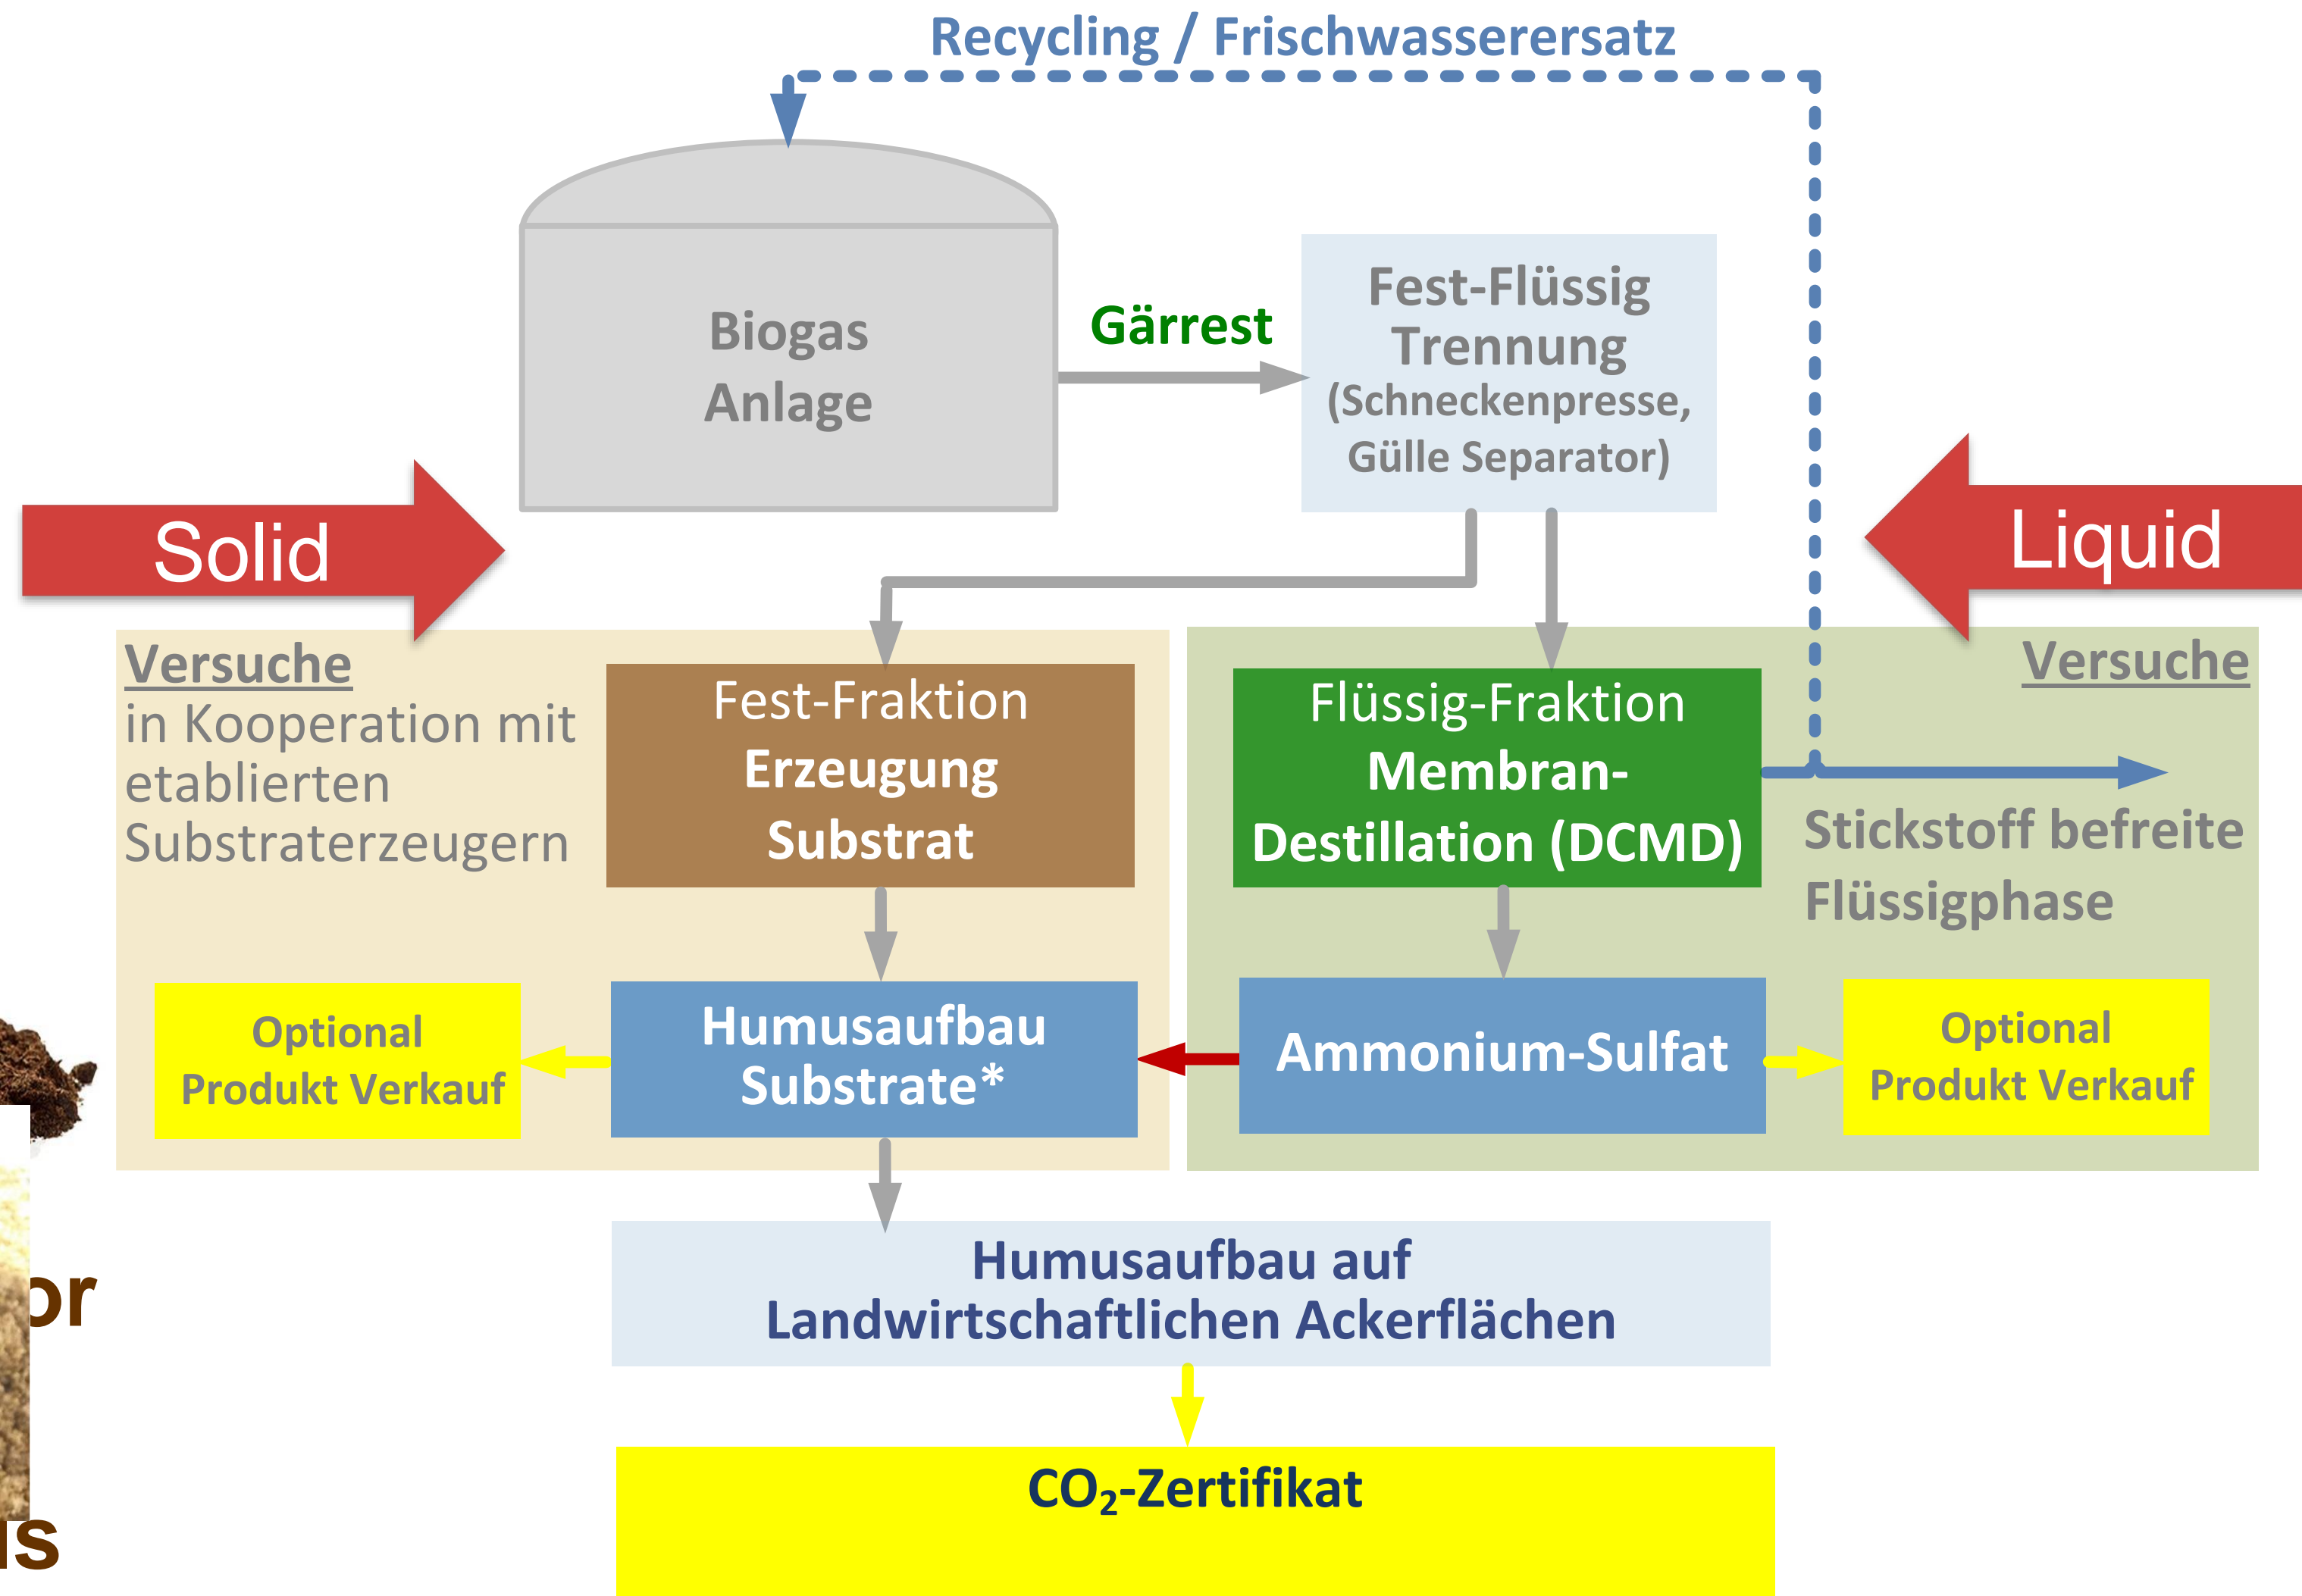 Recycling / Frischwasserersatz
Biogas
Anlage
Gärrest
Fest-Flüssig
Trennung
(Schneckenpresse,
Gülle Separator)
Solid
Liquid
Versuche
in Kooperation mit
etablierten
Substraterzeugern
Fest-Fraktion
Erzeugung
Substrat
Flüssig-Fraktion
Membran-
Destillation (DCMD)
Versuche
Stickstoff befreite
Flüssigphase
Optional
Produkt Verkauf
Humusaufbau
Substrate*
Ammonium-Sulfat
Optional
Produkt Verkauf
Humusaufbau auf
Landwirtschaftlichen Ackerflächen
CO₂-Zertifikat